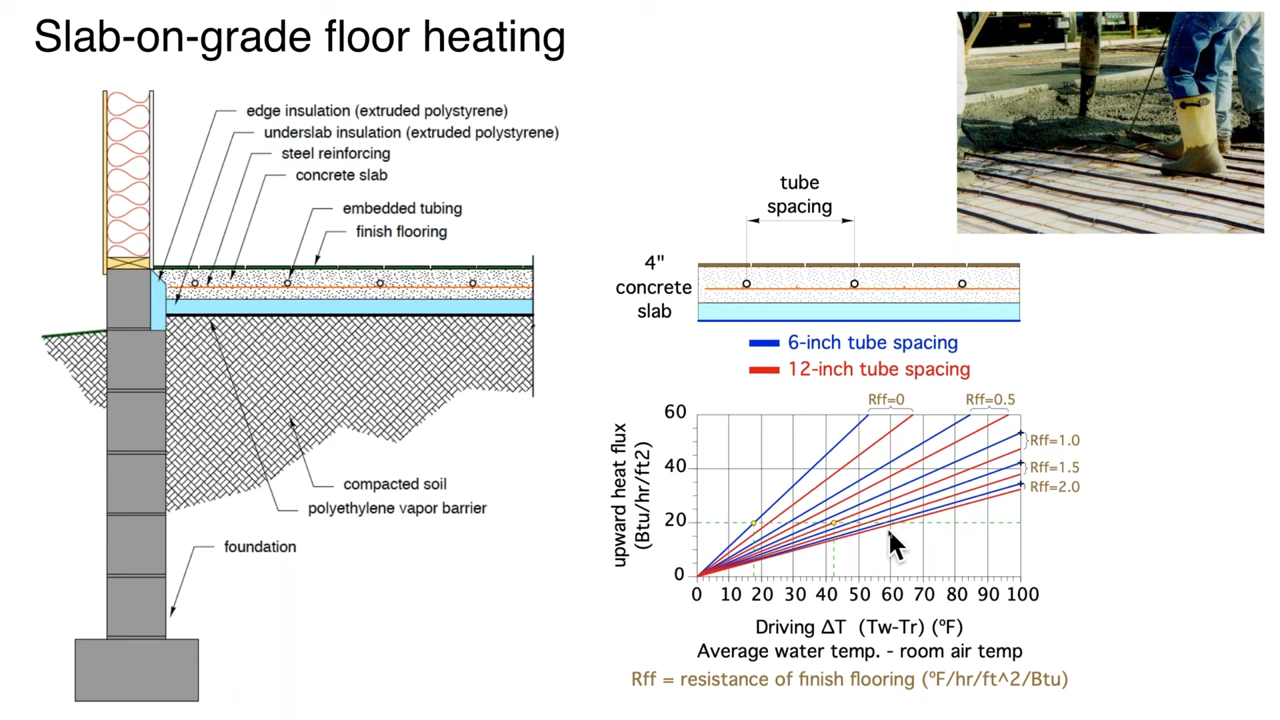 Slab-on-grade floor heating
edge insulation (extruded polystyrene)
underslab insulation (extruded polystyrene)
steel reinforcing
concrete slab
embedded tubing
finish flooring
compacted soil
polyethylene vapor barrier
foundation
tube
spacing
4"
concrete
slab
6-inch tube spacing
12-inch tube spacing
Rff=0
Rff=0.5
Rff=1.0
Rff=1.5
Rff=2.0
upward heat flux
(Btu/hr/ft2)
60
40
20
0
0 10 20 30 40 50 60 70 80 90 100
Driving ΔT (Tw-Tr) (ºF)
Average water temp. - room air temp
Rff = resistance of finish flooring (ºF/hr/ft^2/Btu)